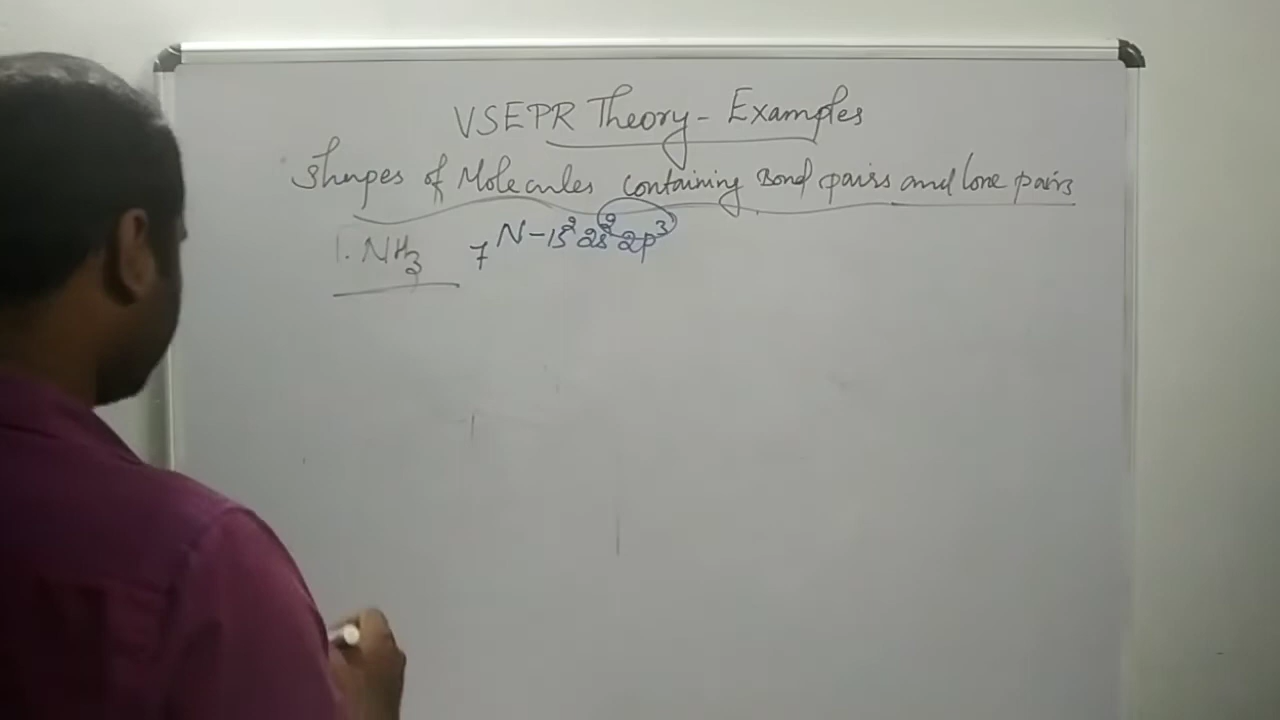 VSEPR Theory - Examples
Shapes of Molecules containing Bond pairs and lone pairs
1. NH₃ ₇N - 1s² 2s² 2p³